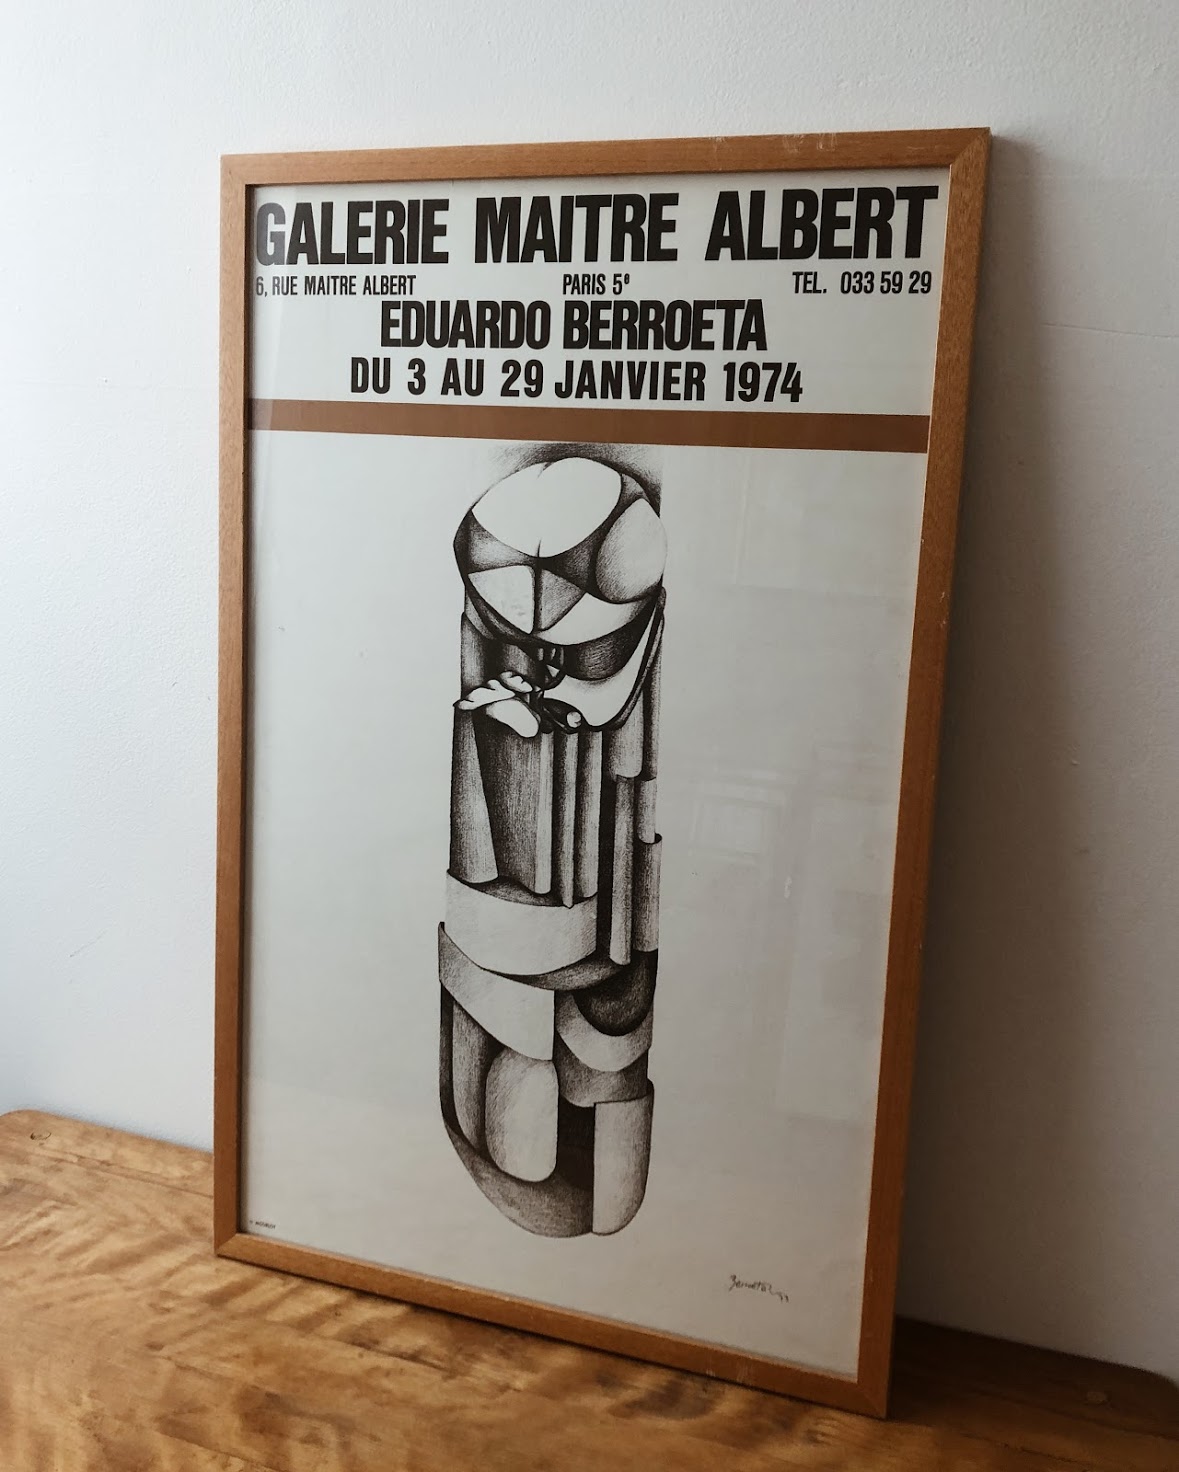 GALERIE MAITRE ALBERT
6, RUE MAITRE ALBERT PARIS 5e TEL. 033 59 29
EDUARDO BERROETA
DU 3 AU 29 JANVIER 1974